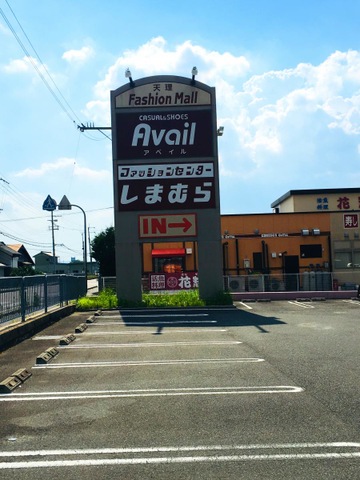 天理
Fashion Mall
CASUAL&SHOES
Avail
アベイル
ファッションセンター
しまむら
IN→
花